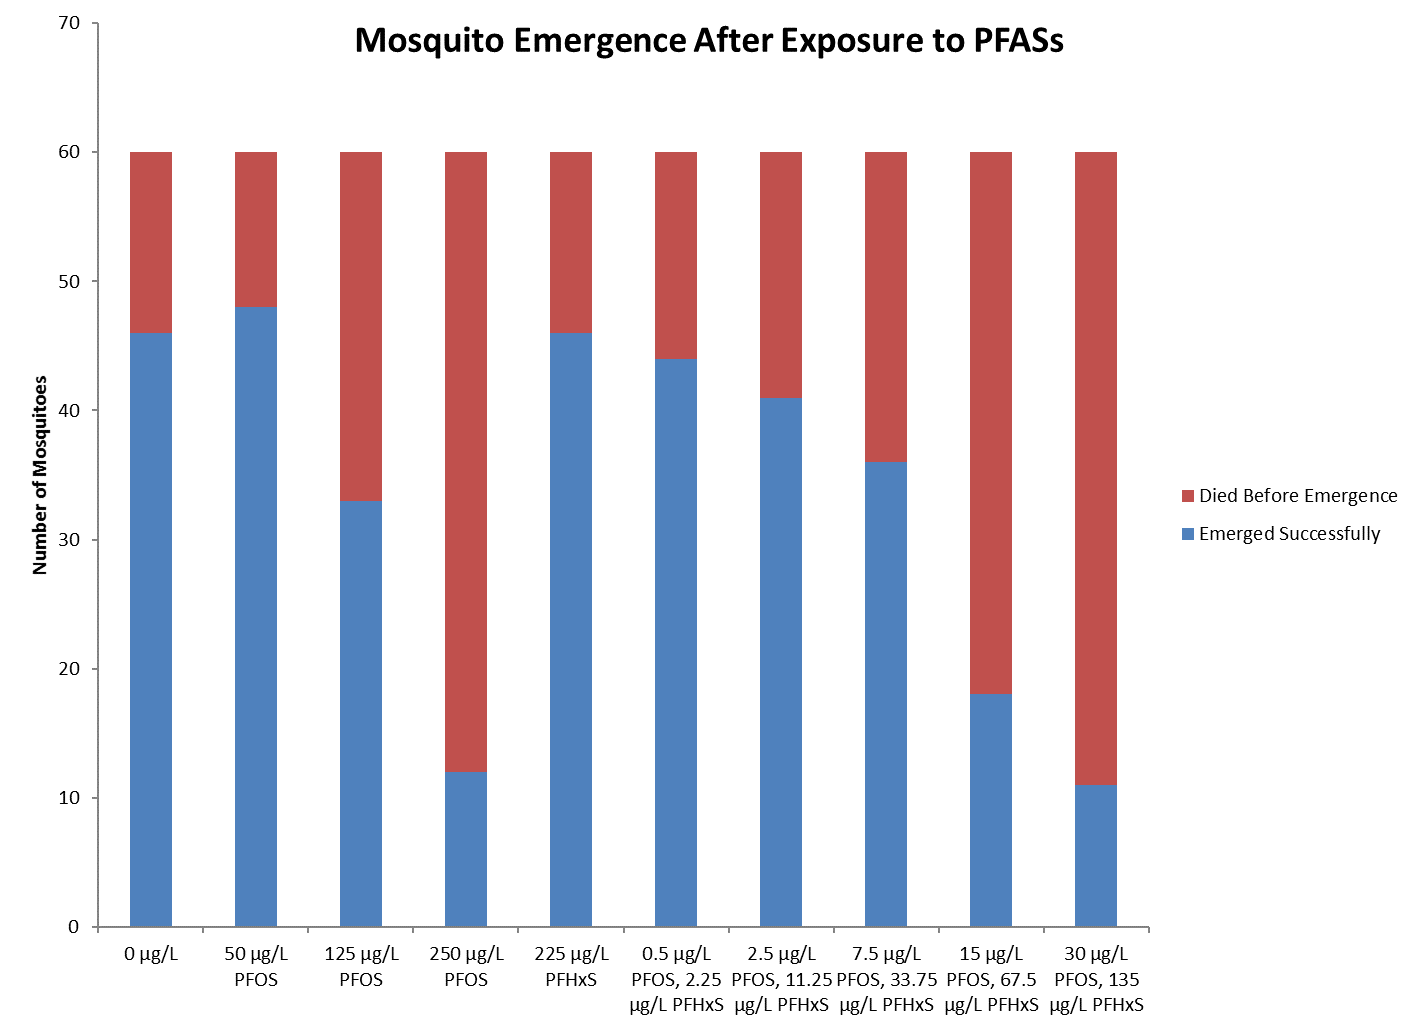 Mosquito Emergence After Exposure to PFASs
70
60
50
40
30
20
10
0
Number of Mosquitoes
0 µg/L
50 µg/L
PFOS
125 µg/L
PFOS
250 µg/L
PFOS
225 µg/L
PFHxS
0.5 µg/L
PFOS, 2.25
µg/L PFHxS
2.5 µg/L
PFOS, 11.25
µg/L PFHxS
7.5 µg/L
PFOS, 33.75
µg/L PFHxS
15 µg/L
PFOS, 67.5
µg/L PFHxS
30 µg/L
PFOS, 135
µg/L PFHxS
Died Before Emergence
Emerged Successfully